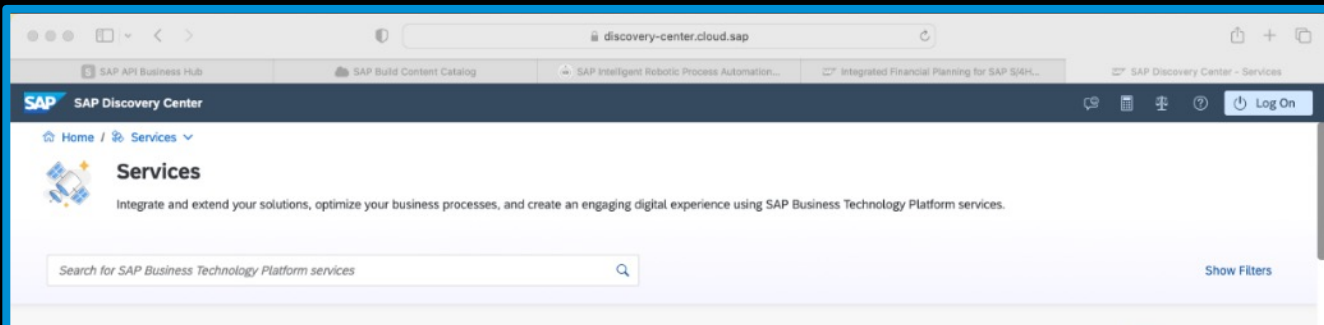 discovery-center.cloud.sap
SAP API Business Hub
SAP Build Content Catalog
SAP Intelligent Robotic Process Automation...
Integrated Financial Planning for SAP S/4H...
SAP Discovery Center - Services
SAP SAP Discovery Center
Log On
Home / Services
Services
Integrate and extend your solutions, optimize your business processes, and create an engaging digital experience using SAP Business Technology Platform services.
Search for SAP Business Technology Platform services
Show Filters